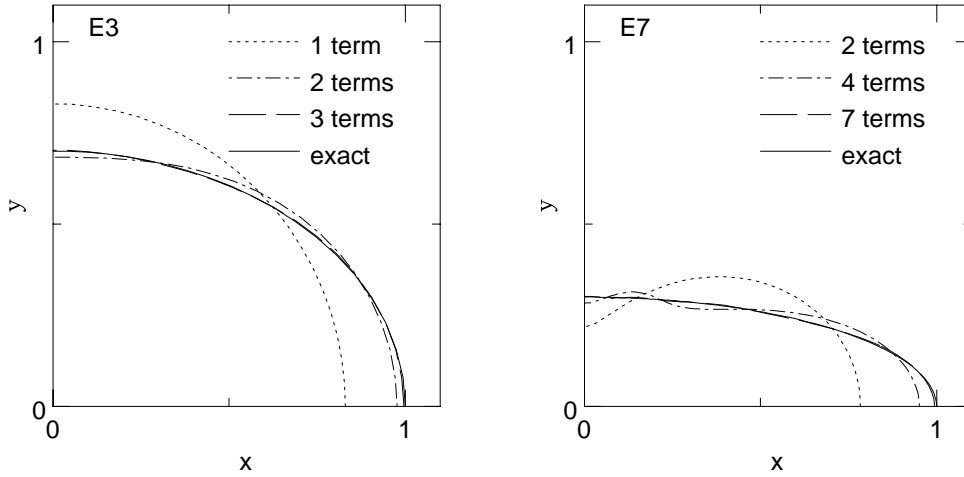 E3
1 term
2 terms
3 terms
exact
1
y
0
0
1
x
E7
2 terms
4 terms
7 terms
exact
1
y
0
0
1
x